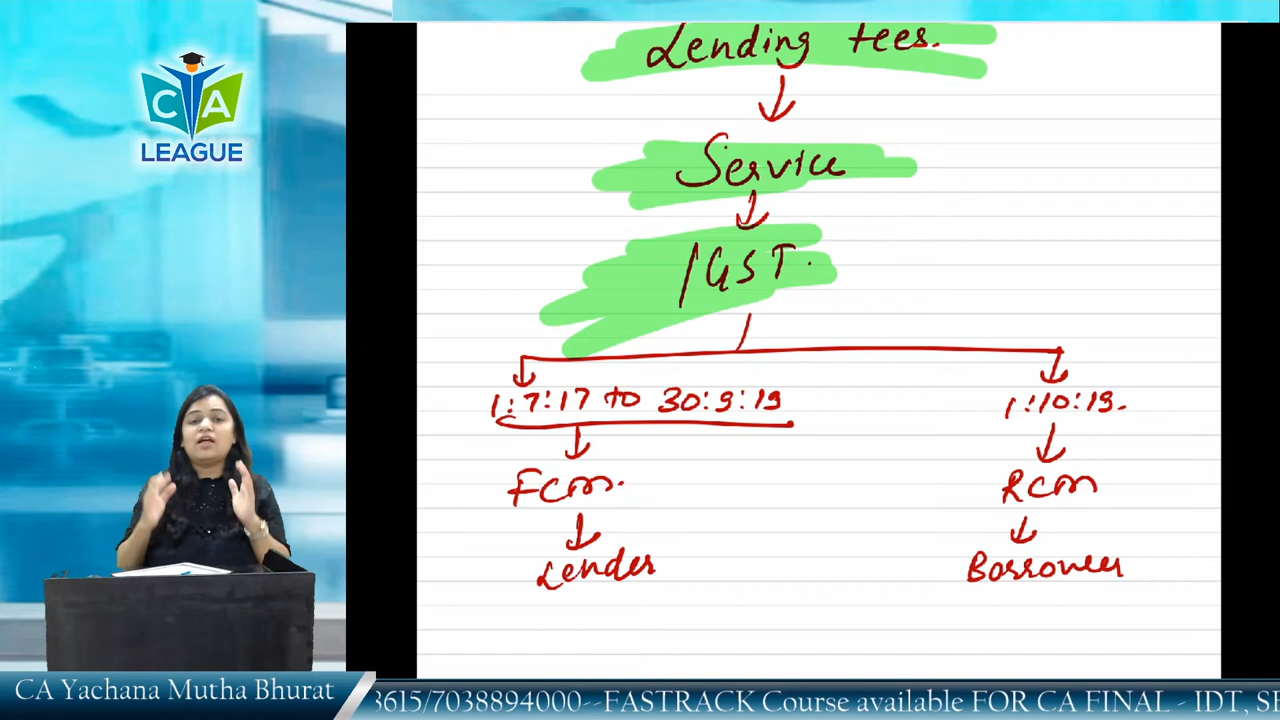 CA
LEAGUE
Lending fees.
Service
IGST.
1:7:17 to 30:9:19
1:10:19.
Fcm.
Rcm
Lender
Borrower
CA Yachana Mutha Bhurat
3615/7038894000--FASTRACK Course available FOR CA FINAL - IDT, SE